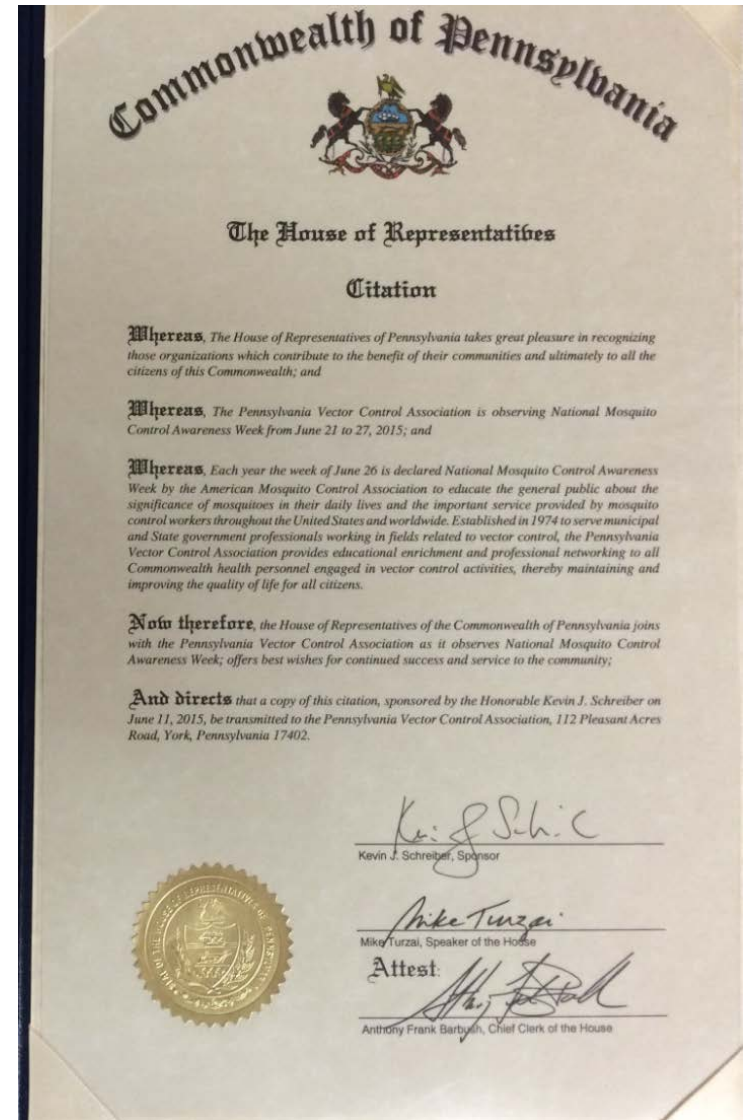 Commonwealth of Pennsylvania
The House of Representatives
Citation
Whereas, The House of Representatives of Pennsylvania takes great pleasure in recognizing
those organizations which contribute to the benefit of their communities and ultimately to all the
citizens of this Commonwealth; and
Whereas, The Pennsylvania Vector Control Association is observing National Mosquito
Control Awareness Week from June 21 to 27, 2015; and
Whereas, Each year the week of June 26 is declared National Mosquito Control Awareness
Week by the American Mosquito Control Association to educate the general public about the
significance of mosquitoes in their daily lives and the important service provided by mosquito
control workers throughout the United States and worldwide. Established in 1974 to serve municipal
and State government professionals working in fields related to vector control, the Pennsylvania
Vector Control Association provides educational enrichment and professional networking to all
Commonwealth health personnel engaged in vector control activities, thereby maintaining and
improving the quality of life for all citizens.
Now therefore, the House of Representatives of the Commonwealth of Pennsylvania joins
with the Pennsylvania Vector Control Association as it observes National Mosquito Control
Awareness Week; offers best wishes for continued success and service to the community;
And directs that a copy of this citation, sponsored by the Honorable Kevin J. Schreiber on
June 11, 2015, be transmitted to the Pennsylvania Vector Control Association, 112 Pleasant Acres
Road, York, Pennsylvania 17402.
Kevin J. Schreiber, Sponsor
Mike Turzai
Mike Turzai, Speaker of the House
Attest:
Anthony Frank Barbush, Chief Clerk of the House
SEAL OF THE HOUSE OF REPRESENTATIVES OF PENNSYLVANIA